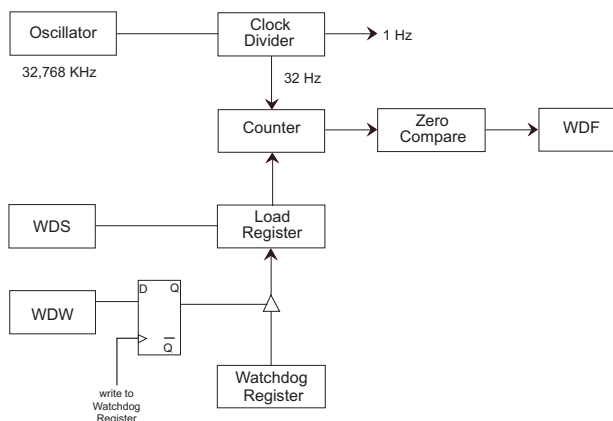 Oscillator
Clock
Divider
1 Hz
32,768 KHz
32 Hz
Counter
Zero
Compare
WDF
WDS
Load
Register
WDW
D
Q
Q
write to
Watchdog
Register
Watchdog
Register